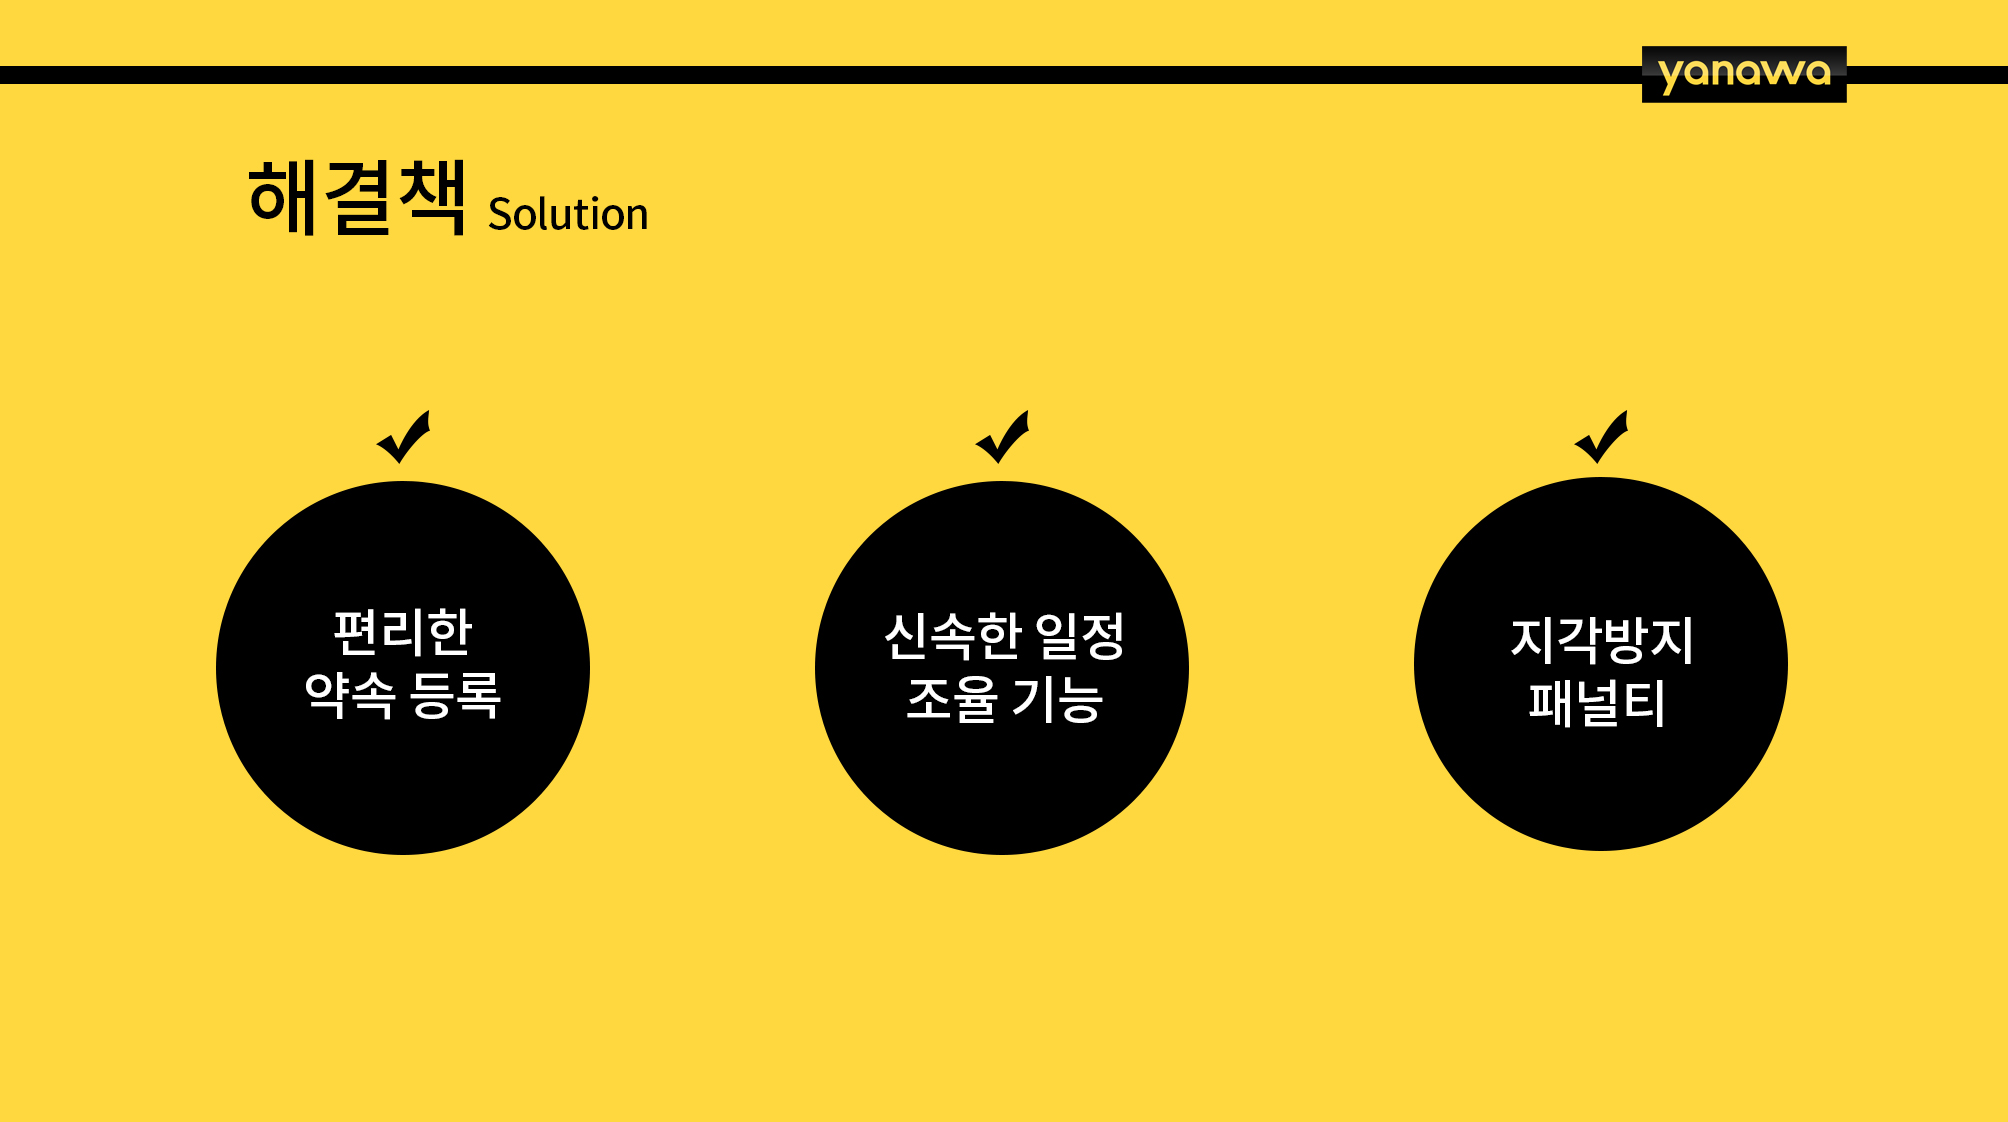 yanawa
해결책 Solution
편리한
약속 등록
신속한 일정
조율 기능
지각방지
패널티